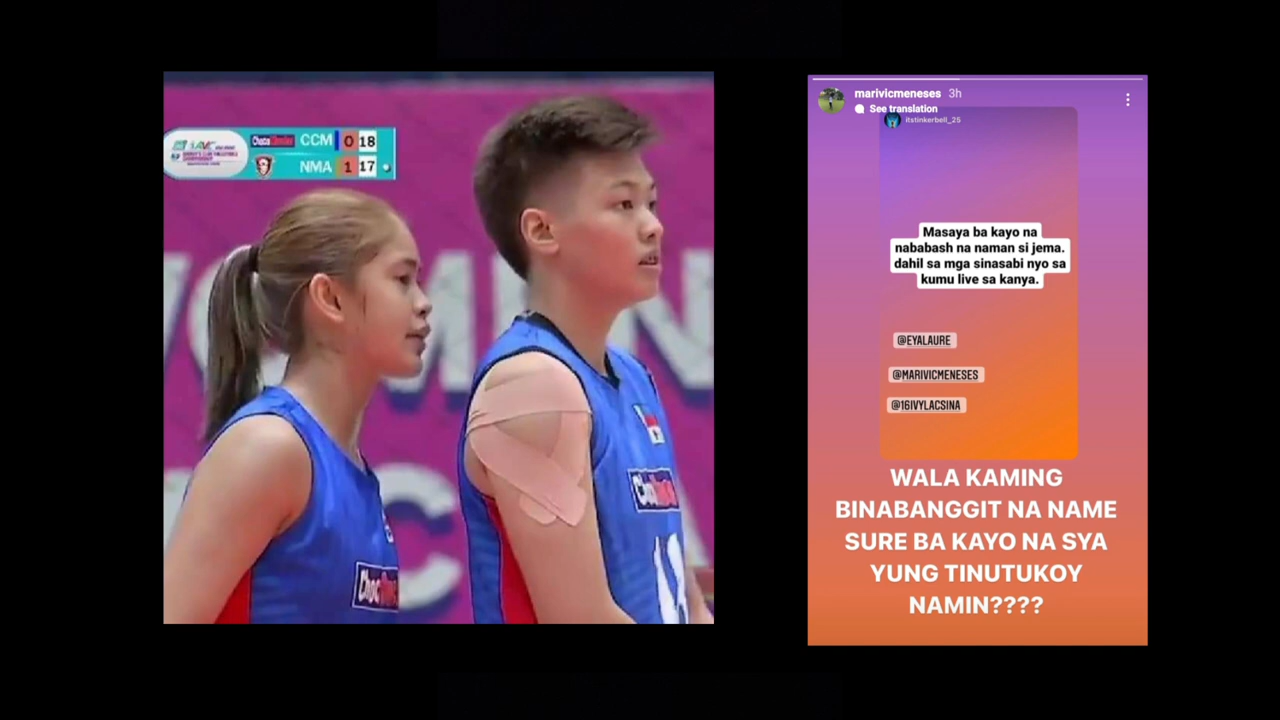 CCM 0 18
NMA 1 17
WOMEN
marivicmeneses 3h
See translation
itstinkerbell_25
Masaya ba kayo na
nababash na naman si jema.
dahil sa mga sinasabi nyo sa
kumu live sa kanya.
@EYALAURE
@MARIVICMENESES
@16IVYLACSINA
WALA KAMING
BINABANGGIT NA NAME
SURE BA KAYO NA SYA
YUNG TINUTUKOY
NAMIN????